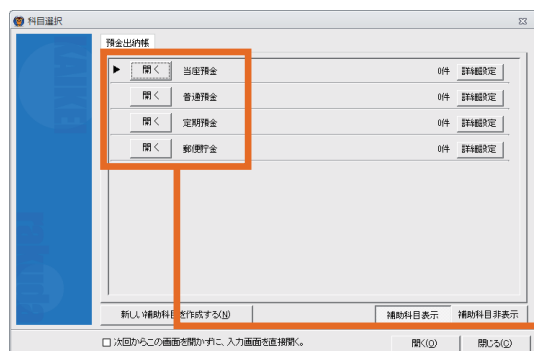 科目選択
預金出納帳
開く 当座預金 0件 詳細設定
開く 普通預金 0件 詳細設定
開く 定期預金 0件 詳細設定
開く 郵便貯金 0件 詳細設定
新しい補助科目を作成する(N) 補助科目表示 補助科目非表示
次回からこの画面を開かずに、入力画面を直接開く。 開く(O) 閉じる(C)